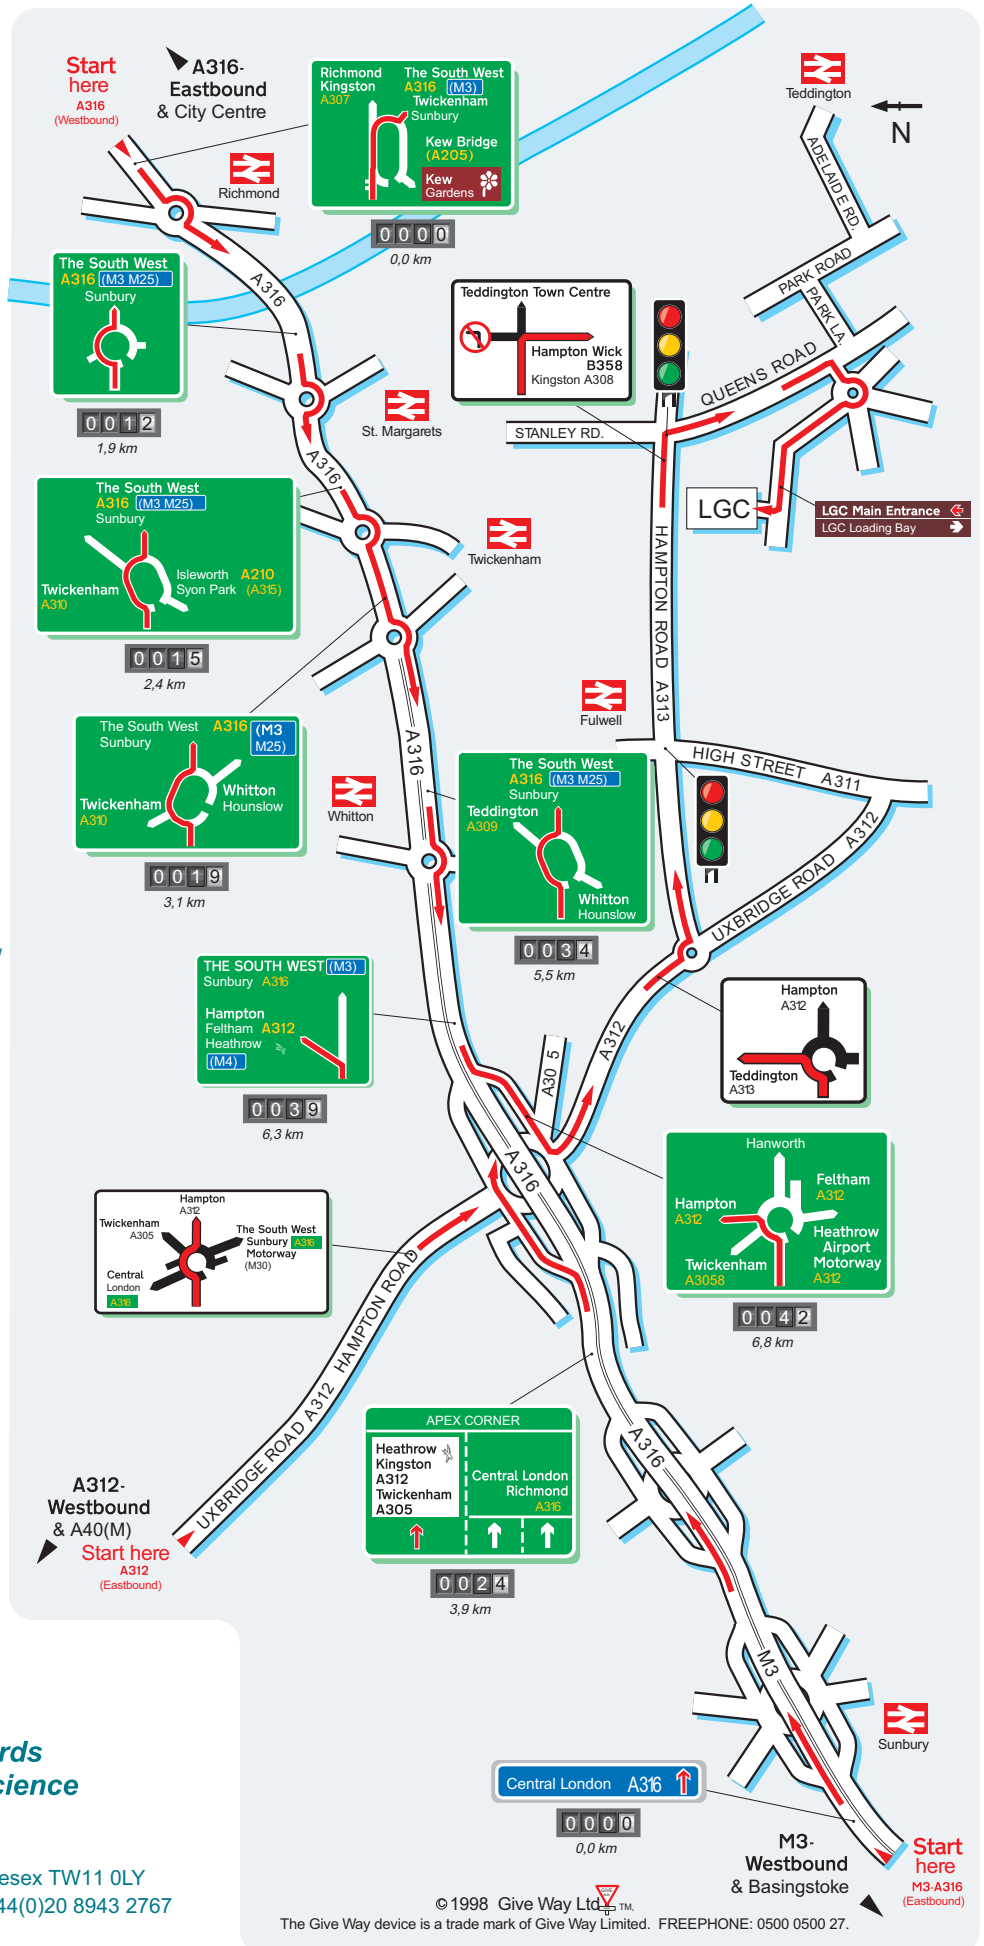 Start
here
A316
(Westbound)
A316-
Eastbound
& City Centre
Richmond
Kingston
A307
The South West
A316 (M3)
Twickenham
Sunbury
Kew Bridge
(A205)
Kew
Gardens
0000
0,0 km
Teddington
N
Richmond
ADELAIDE RD.
PARK ROAD
PARK LA.
The South West
A316 (M3 M25)
Sunbury
0012
1,9 km
A316
Teddington Town Centre
Hampton Wick
B358
Kingston A308
QUEENS ROAD
STANLEY RD.
St. Margarets
A316
The South West
A316 (M3 M25)
Sunbury
Isleworth A210
Syon Park (A315)
Twickenham
A310
0015
2,4 km
Twickenham
LGC
LGC Main Entrance
LGC Loading Bay
HAMPTON ROAD A313
The South West A316 (M3
Sunbury M25)
Whitton
Hounslow
Twickenham
A310
0019
3,1 km
Fulwell
A316
Whitton
HIGH STREET A311
The South West
A316 (M3 M25)
Sunbury
Teddington
A309
Whitton
Hounslow
0034
5,5 km
UXBRIDGE ROAD A312
THE SOUTH WEST (M3)
Sunbury A316
Hampton
Feltham A312
Heathrow
(M4)
0039
6,3 km
A30 5
A312
Hampton
A312
Teddington
A313
A316
Hanworth
Feltham
A312
Hampton
A312
Heathrow
Airport
Motorway
A312
Twickenham
A3058
0042
6,8 km
Hampton
A312
Twickenham
A305
The South West
Sunbury A316
Motorway
(M30)
Central
London
A316
UXBRIDGE ROAD A312 HAMPTON ROAD
APEX CORNER
Heathrow
Kingston
A312
Twickenham
A305
Central London
Richmond
A316
0024
3,9 km
A316
A312-
Westbound
& A40(M)
Start here
A312
(Eastbound)
M3
Sunbury
Central London A316
0000
0,0 km
M3-
Westbound
& Basingstoke
Start
here
M3-A316
(Eastbound)
rds
cience
esex TW11 0LY
44(0)20 8943 2767
© 1998 Give Way Ltd TM.
The Give Way device is a trade mark of Give Way Limited. FREEPHONE: 0500 0500 27.